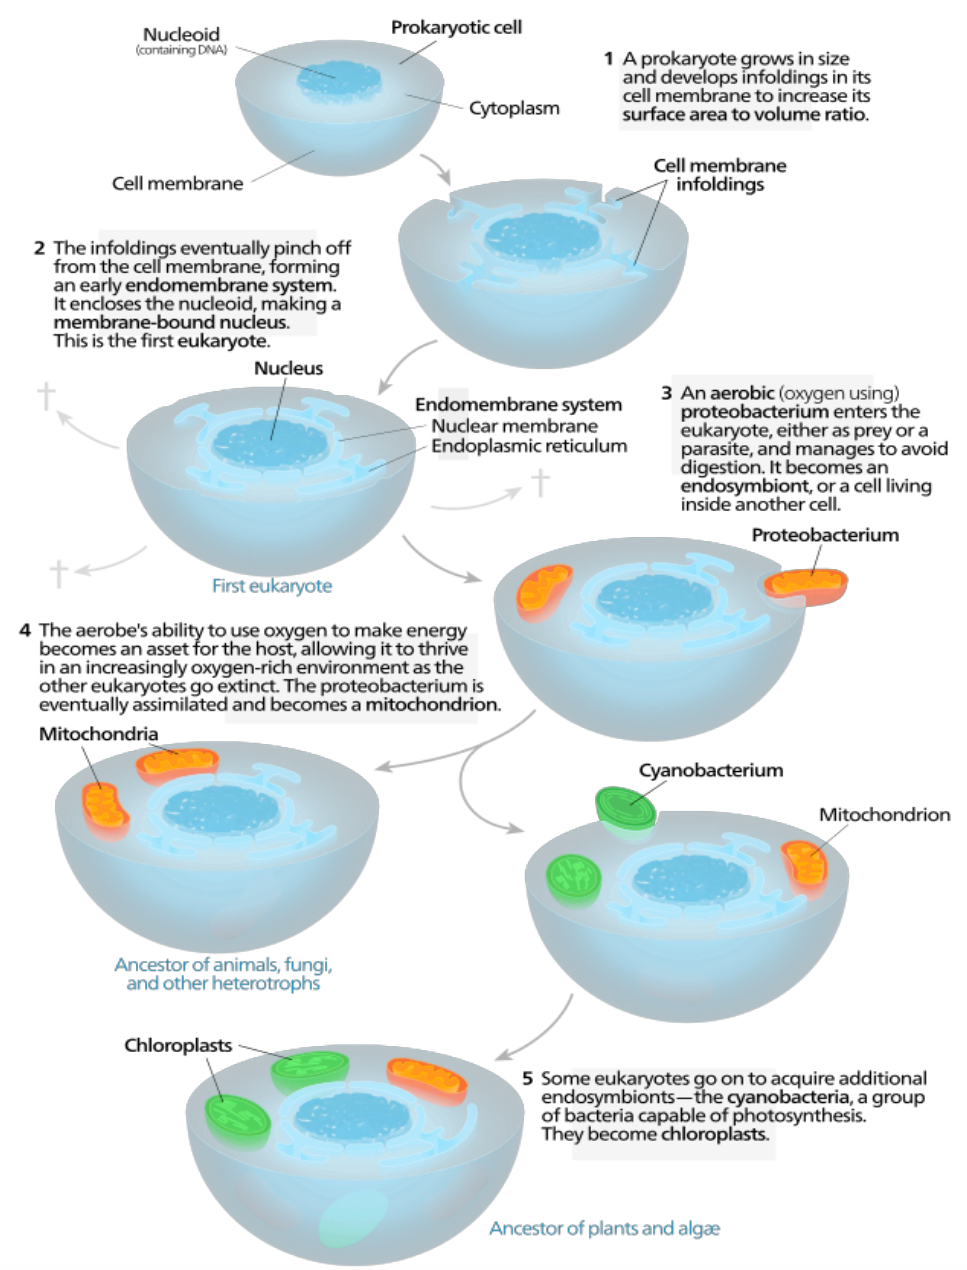 Nucleoid
(containing DNA)
Prokaryotic cell
Cytoplasm
Cell membrane
1 A prokaryote grows in size
and develops infoldings in its
cell membrane to increase its
surface area to volume ratio.
Cell membrane
infoldings
2 The infoldings eventually pinch off
from the cell membrane, forming
an early endomembrane system.
It encloses the nucleoid, making a
membrane-bound nucleus.
This is the first eukaryote.
Nucleus
Endomembrane system
Nuclear membrane
Endoplasmic reticulum
First eukaryote
3 An aerobic (oxygen using)
proteobacterium enters the
eukaryote, either as prey or a
parasite, and manages to avoid
digestion. It becomes an
endosymbiont, or a cell living
inside another cell.
Proteobacterium
4 The aerobe's ability to use oxygen to make energy
becomes an asset for the host, allowing it to thrive
in an increasingly oxygen-rich environment as the
other eukaryotes go extinct. The proteobacterium is
eventually assimilated and becomes a mitochondrion.
Mitochondria
Ancestor of animals, fungi,
and other heterotrophs
Cyanobacterium
Mitochondrion
Chloroplasts
5 Some eukaryotes go on to acquire additional
endosymbionts—the cyanobacteria, a group
of bacteria capable of photosynthesis.
They become chloroplasts.
Ancestor of plants and algæ